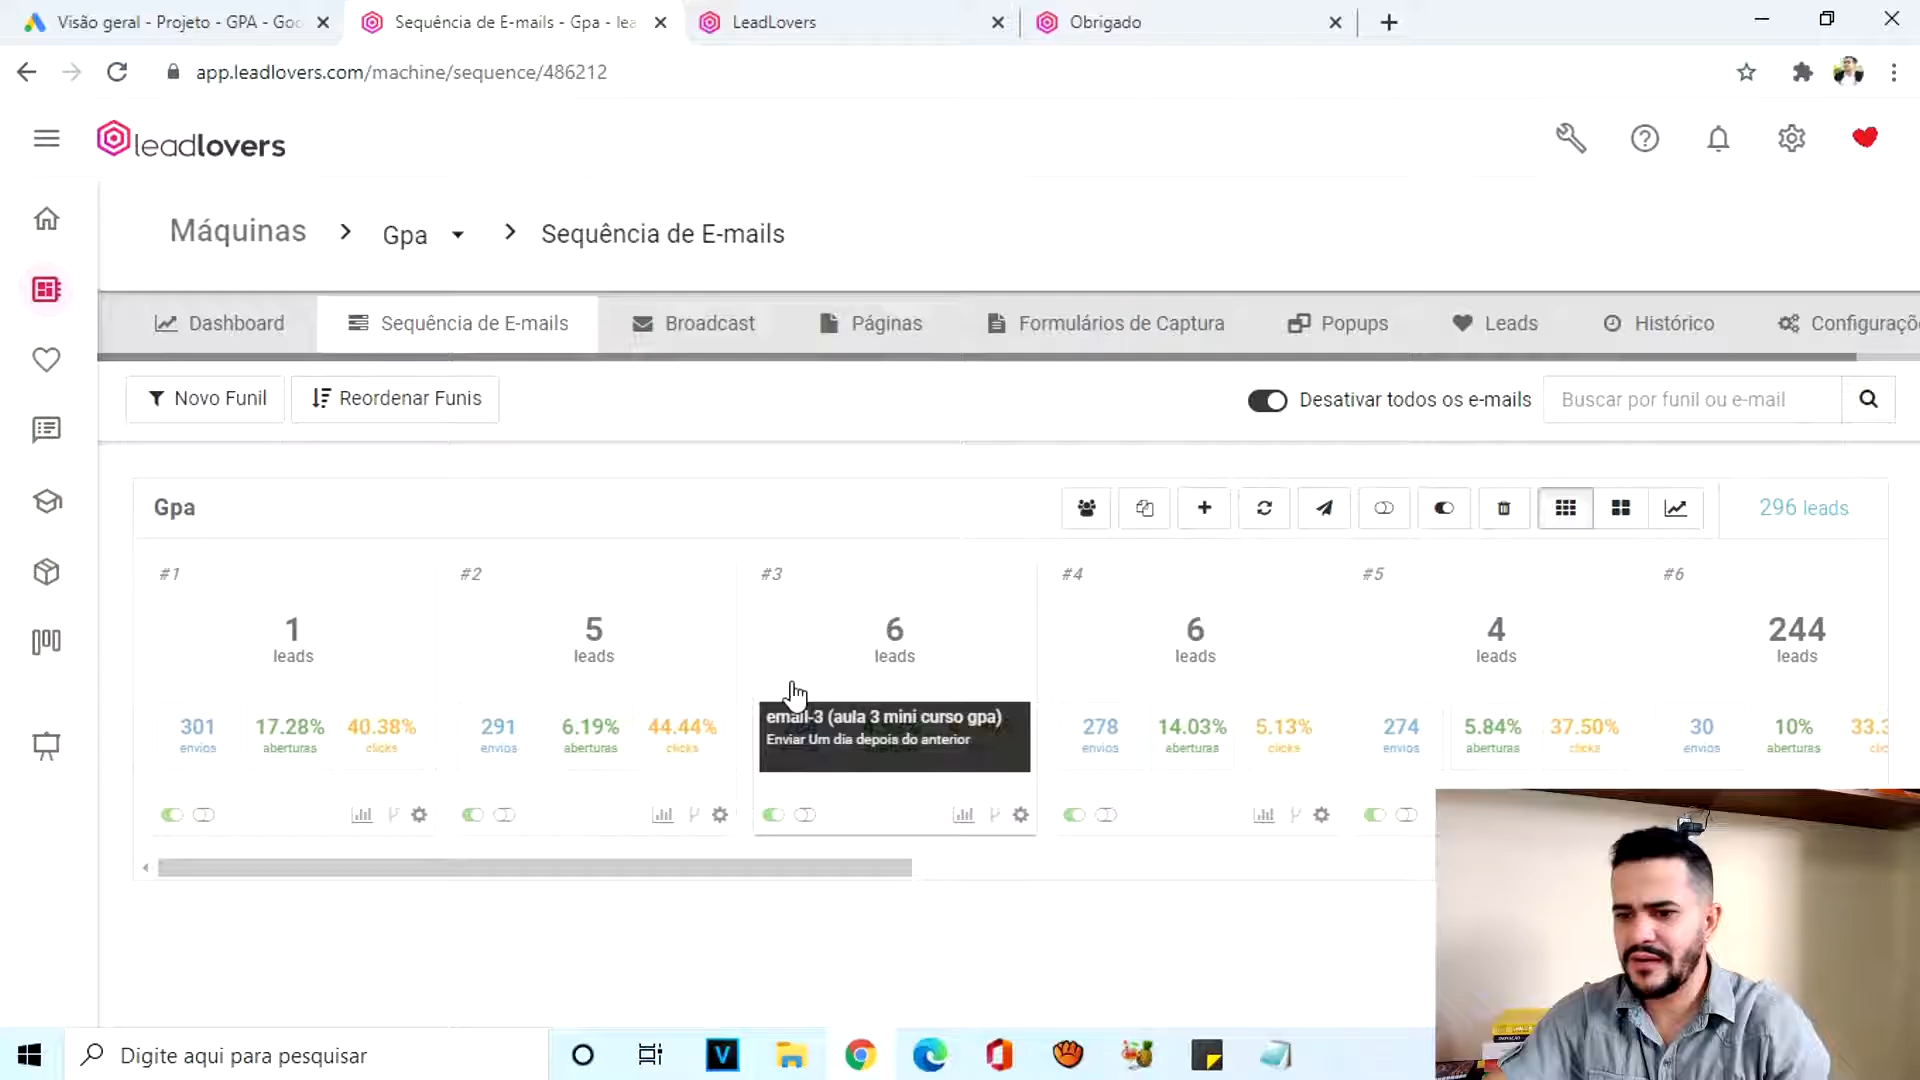 Visão geral - Projeto - GPA - Goo
Sequência de E-mails - Gpa - lea
LeadLovers
Obrigado
app.leadlovers.com/machine/sequence/486212
leadlovers
Máquinas > Gpa > Sequência de E-mails
Dashboard
Sequência de E-mails
Broadcast
Páginas
Formulários de Captura
Popups
Leads
Histórico
Configuraçõ
Novo Funil
Reordenar Funis
Desativar todos os e-mails
Buscar por funil ou e-mail
Gpa
296 leads
#1 #2 #3 #4 #5 #6
1 5 6 6 4 244
leads leads leads leads leads leads
301 17.28% 40.38% 291 6.19% 44.44% 278 14.03% 5.13% 274 5.84% 37.50% 30 10% 33.3
envios aberturas clicks envios aberturas clicks envios aberturas clicks envios aberturas clicks envios aberturas clic
email-3 (aula 3 mini curso gpa)
Enviar Um dia depois do anterior
Digite aqui para pesquisar